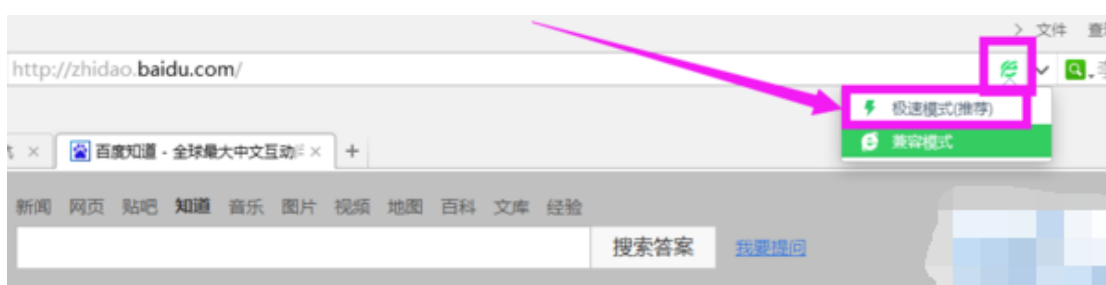 文件
http://zhidao.baidu.com/
极速模式(推荐)
兼容模式
百度知道 - 全球最大中文互动
新闻 网页 贴吧 知道 音乐 图片 视频 地图 百科 文库 经验
搜索答案 我要提问